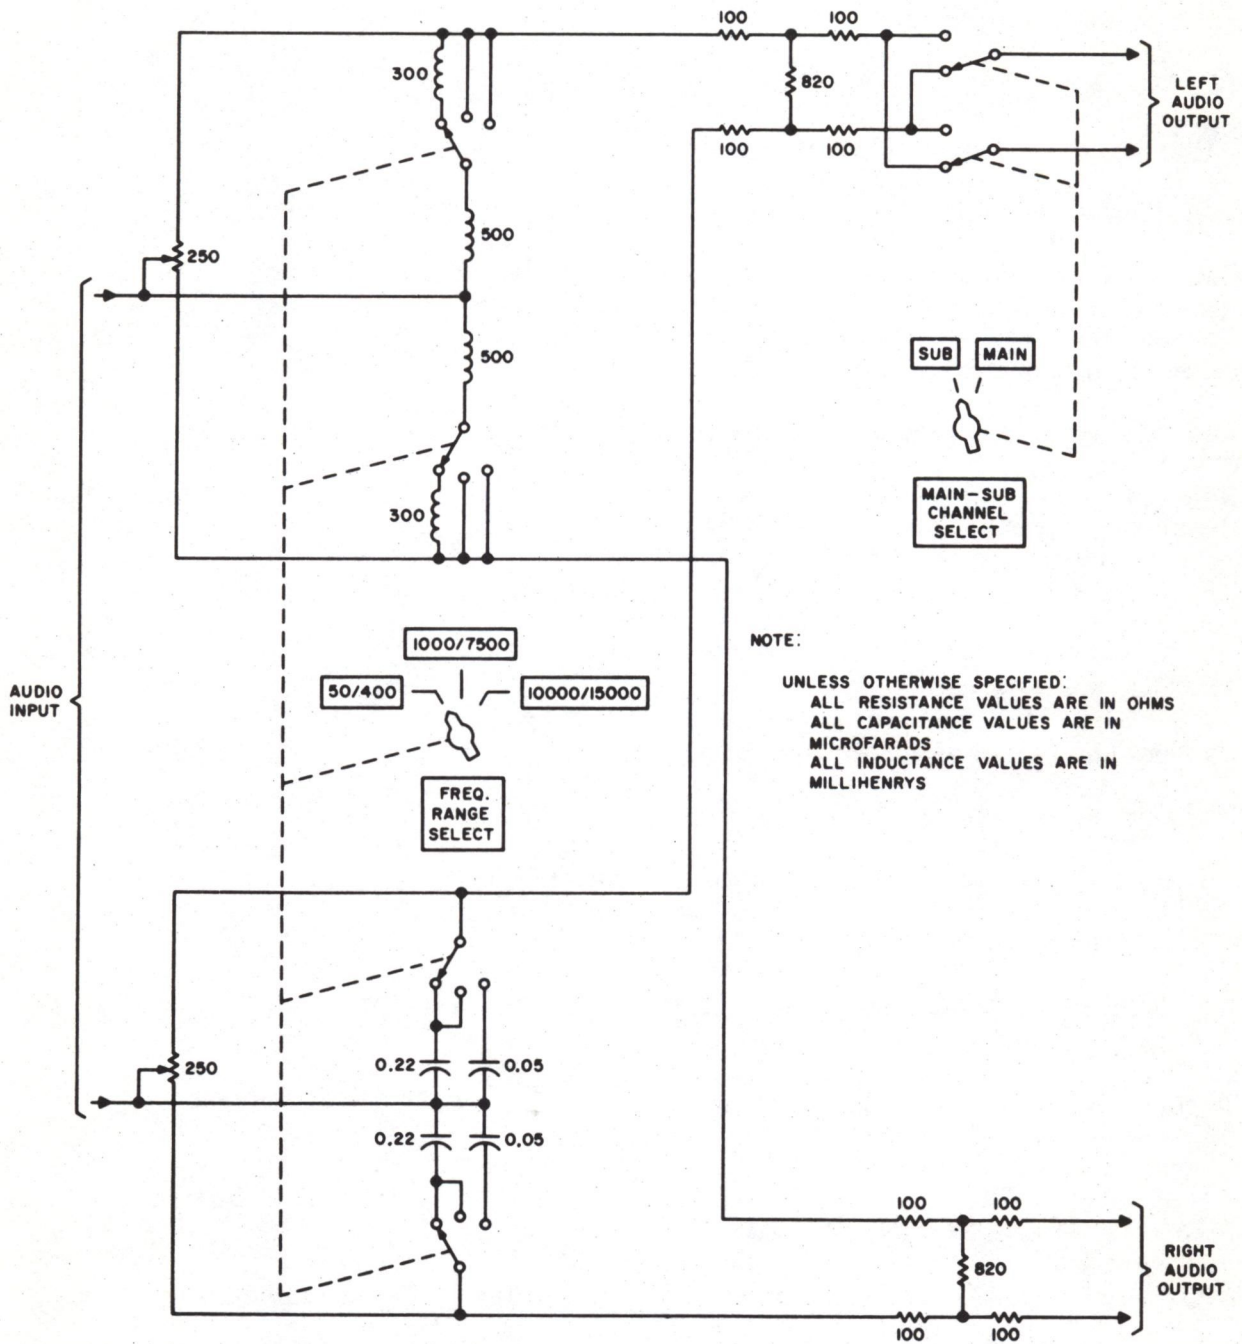 100
100
300
820
LEFT
AUDIO
OUTPUT
100
100
500
250
500
SUB
MAIN
300
MAIN-SUB
CHANNEL
SELECT
1000/7500
NOTE:
50/400
10000/15000
UNLESS OTHERWISE SPECIFIED:
ALL RESISTANCE VALUES ARE IN OHMS
ALL CAPACITANCE VALUES ARE IN
MICROFARADS
ALL INDUCTANCE VALUES ARE IN
MILLIHENRYS
AUDIO
INPUT
FREQ.
RANGE
SELECT
250
0.22
0.05
0.22
0.05
100
100
820
RIGHT
AUDIO
OUTPUT
100
100